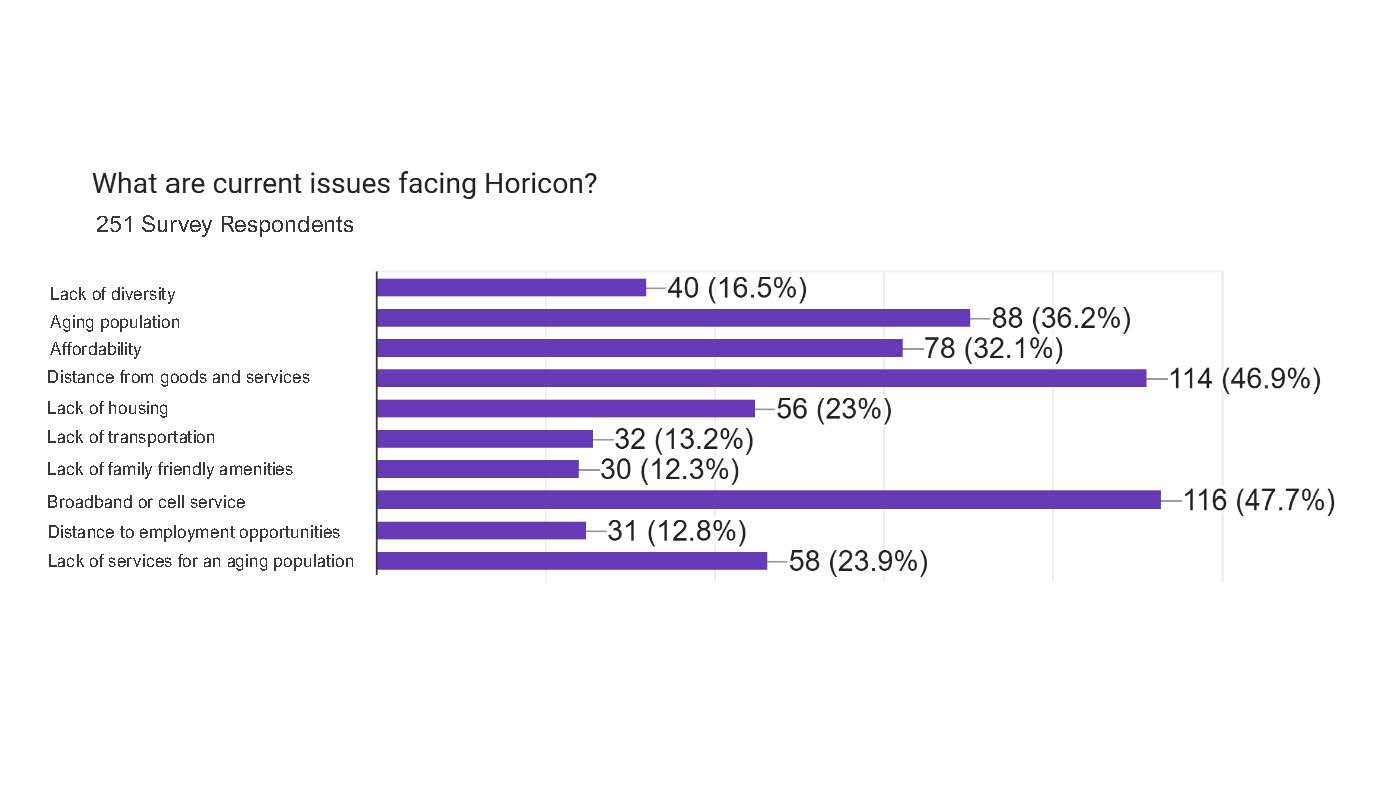 What are current issues facing Horicon?
251 Survey Respondents
Lack of diversity 40 (16.5%)
Aging population 88 (36.2%)
Affordability 78 (32.1%)
Distance from goods and services 114 (46.9%)
Lack of housing 56 (23%)
Lack of transportation 32 (13.2%)
Lack of family friendly amenities 30 (12.3%)
Broadband or cell service 116 (47.7%)
Distance to employment opportunities 31 (12.8%)
Lack of services for an aging population 58 (23.9%)